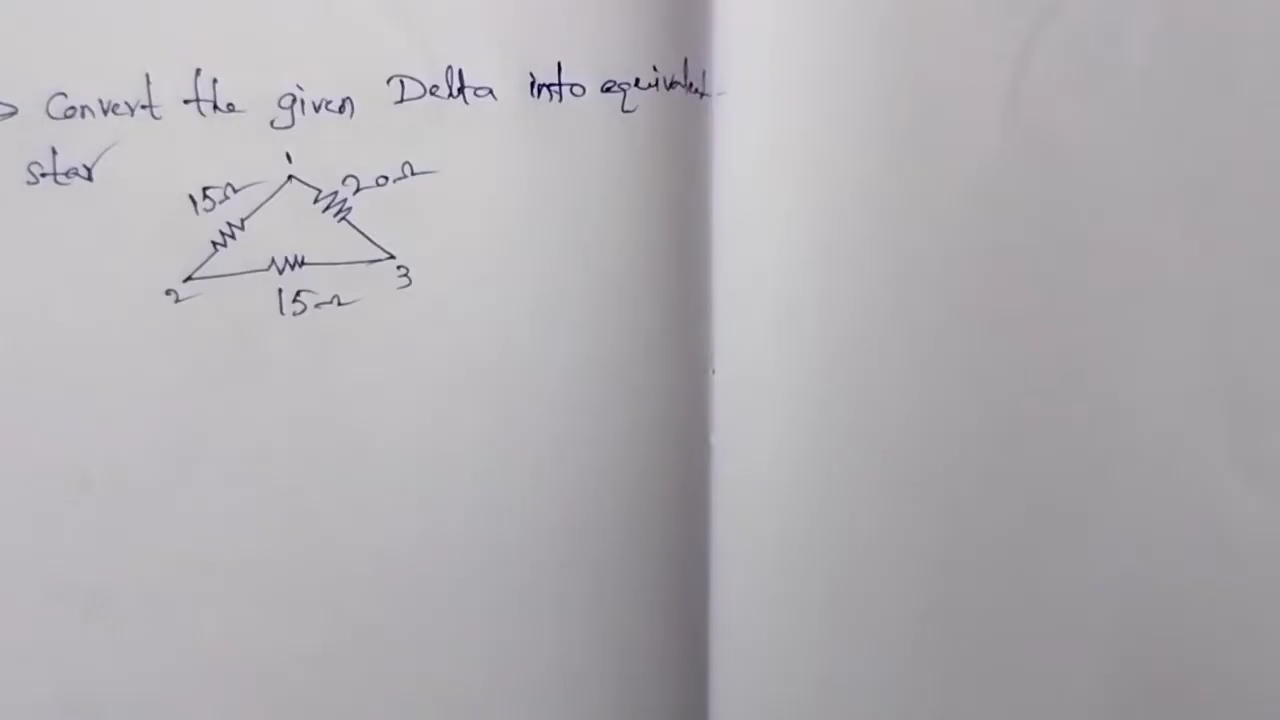 Convert the given Delta into equivalent
star
1
15Ω
20Ω
2
3
15Ω